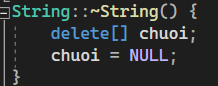 String::~String() {
    delete[] chuoi;
    chuoi = NULL;
}